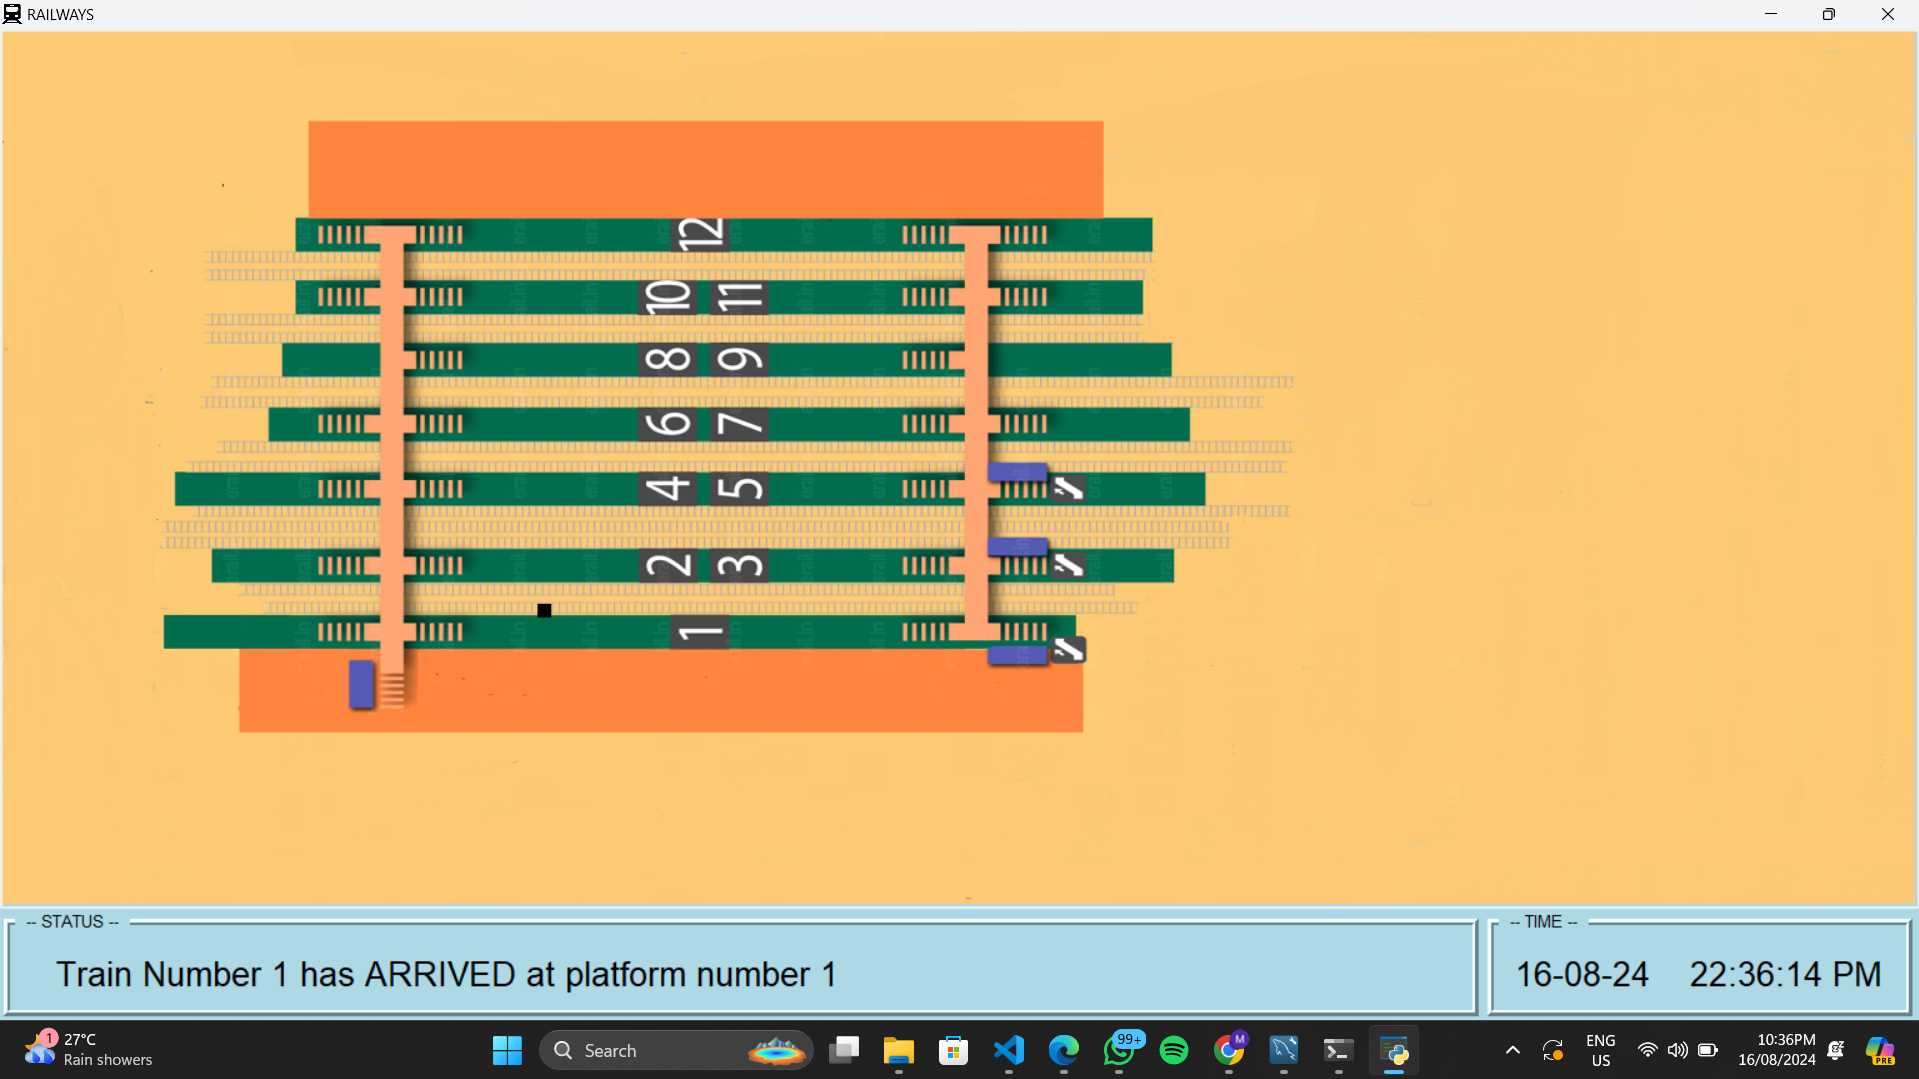 RAILWAYS
12
10 11
8 9
6 7
4 5
2 3
1
-- STATUS --
Train Number 1 has ARRIVED at platform number 1
-- TIME --
16-08-24 22:36:14 PM
1
27°C
Rain showers
Search
99+
M
ENG
US
10:36PM
16/08/2024
PRE